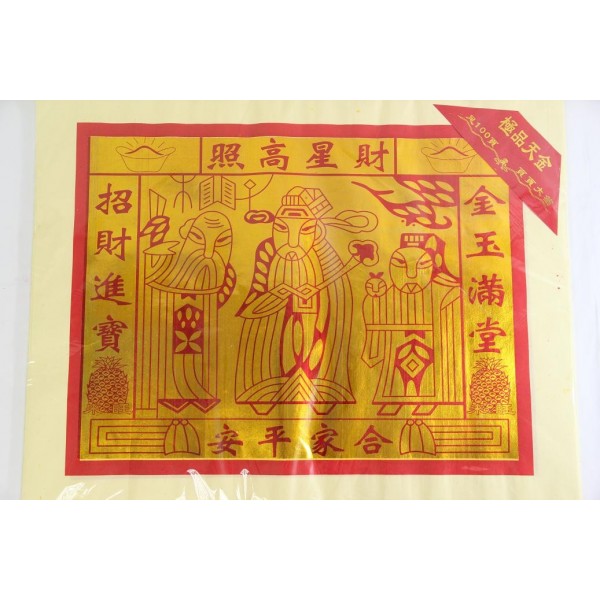 財星高照
金玉滿堂
招財進寶
合家平安
極品天金